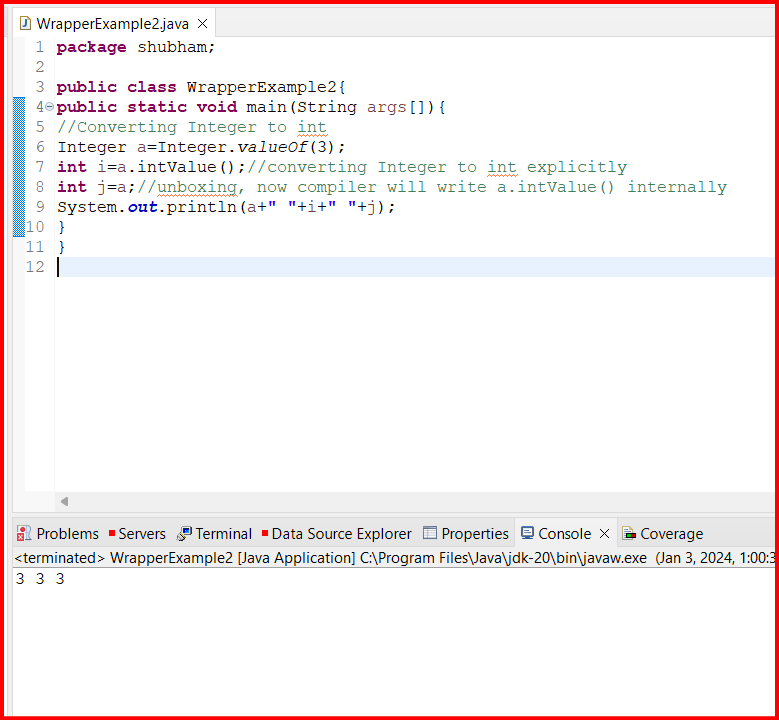 WrapperExample2.java
1 package shubham;
2
3 public class WrapperExample2{
4 public static void main(String args[]){
5 //Converting Integer to int
6 Integer a=Integer.valueOf(3);
7 int i=a.intValue();//converting Integer to int explicitly
8 int j=a;//unboxing, now compiler will write a.intValue() internally
9 System.out.println(a+" "+i+" "+j);
10 }
11 }
12
Problems Servers Terminal Data Source Explorer Properties Console Coverage
<terminated> WrapperExample2 [Java Application] C:\Program Files\Java\jdk-20\bin\javaw.exe (Jan 3, 2024, 1:00:3
3 3 3